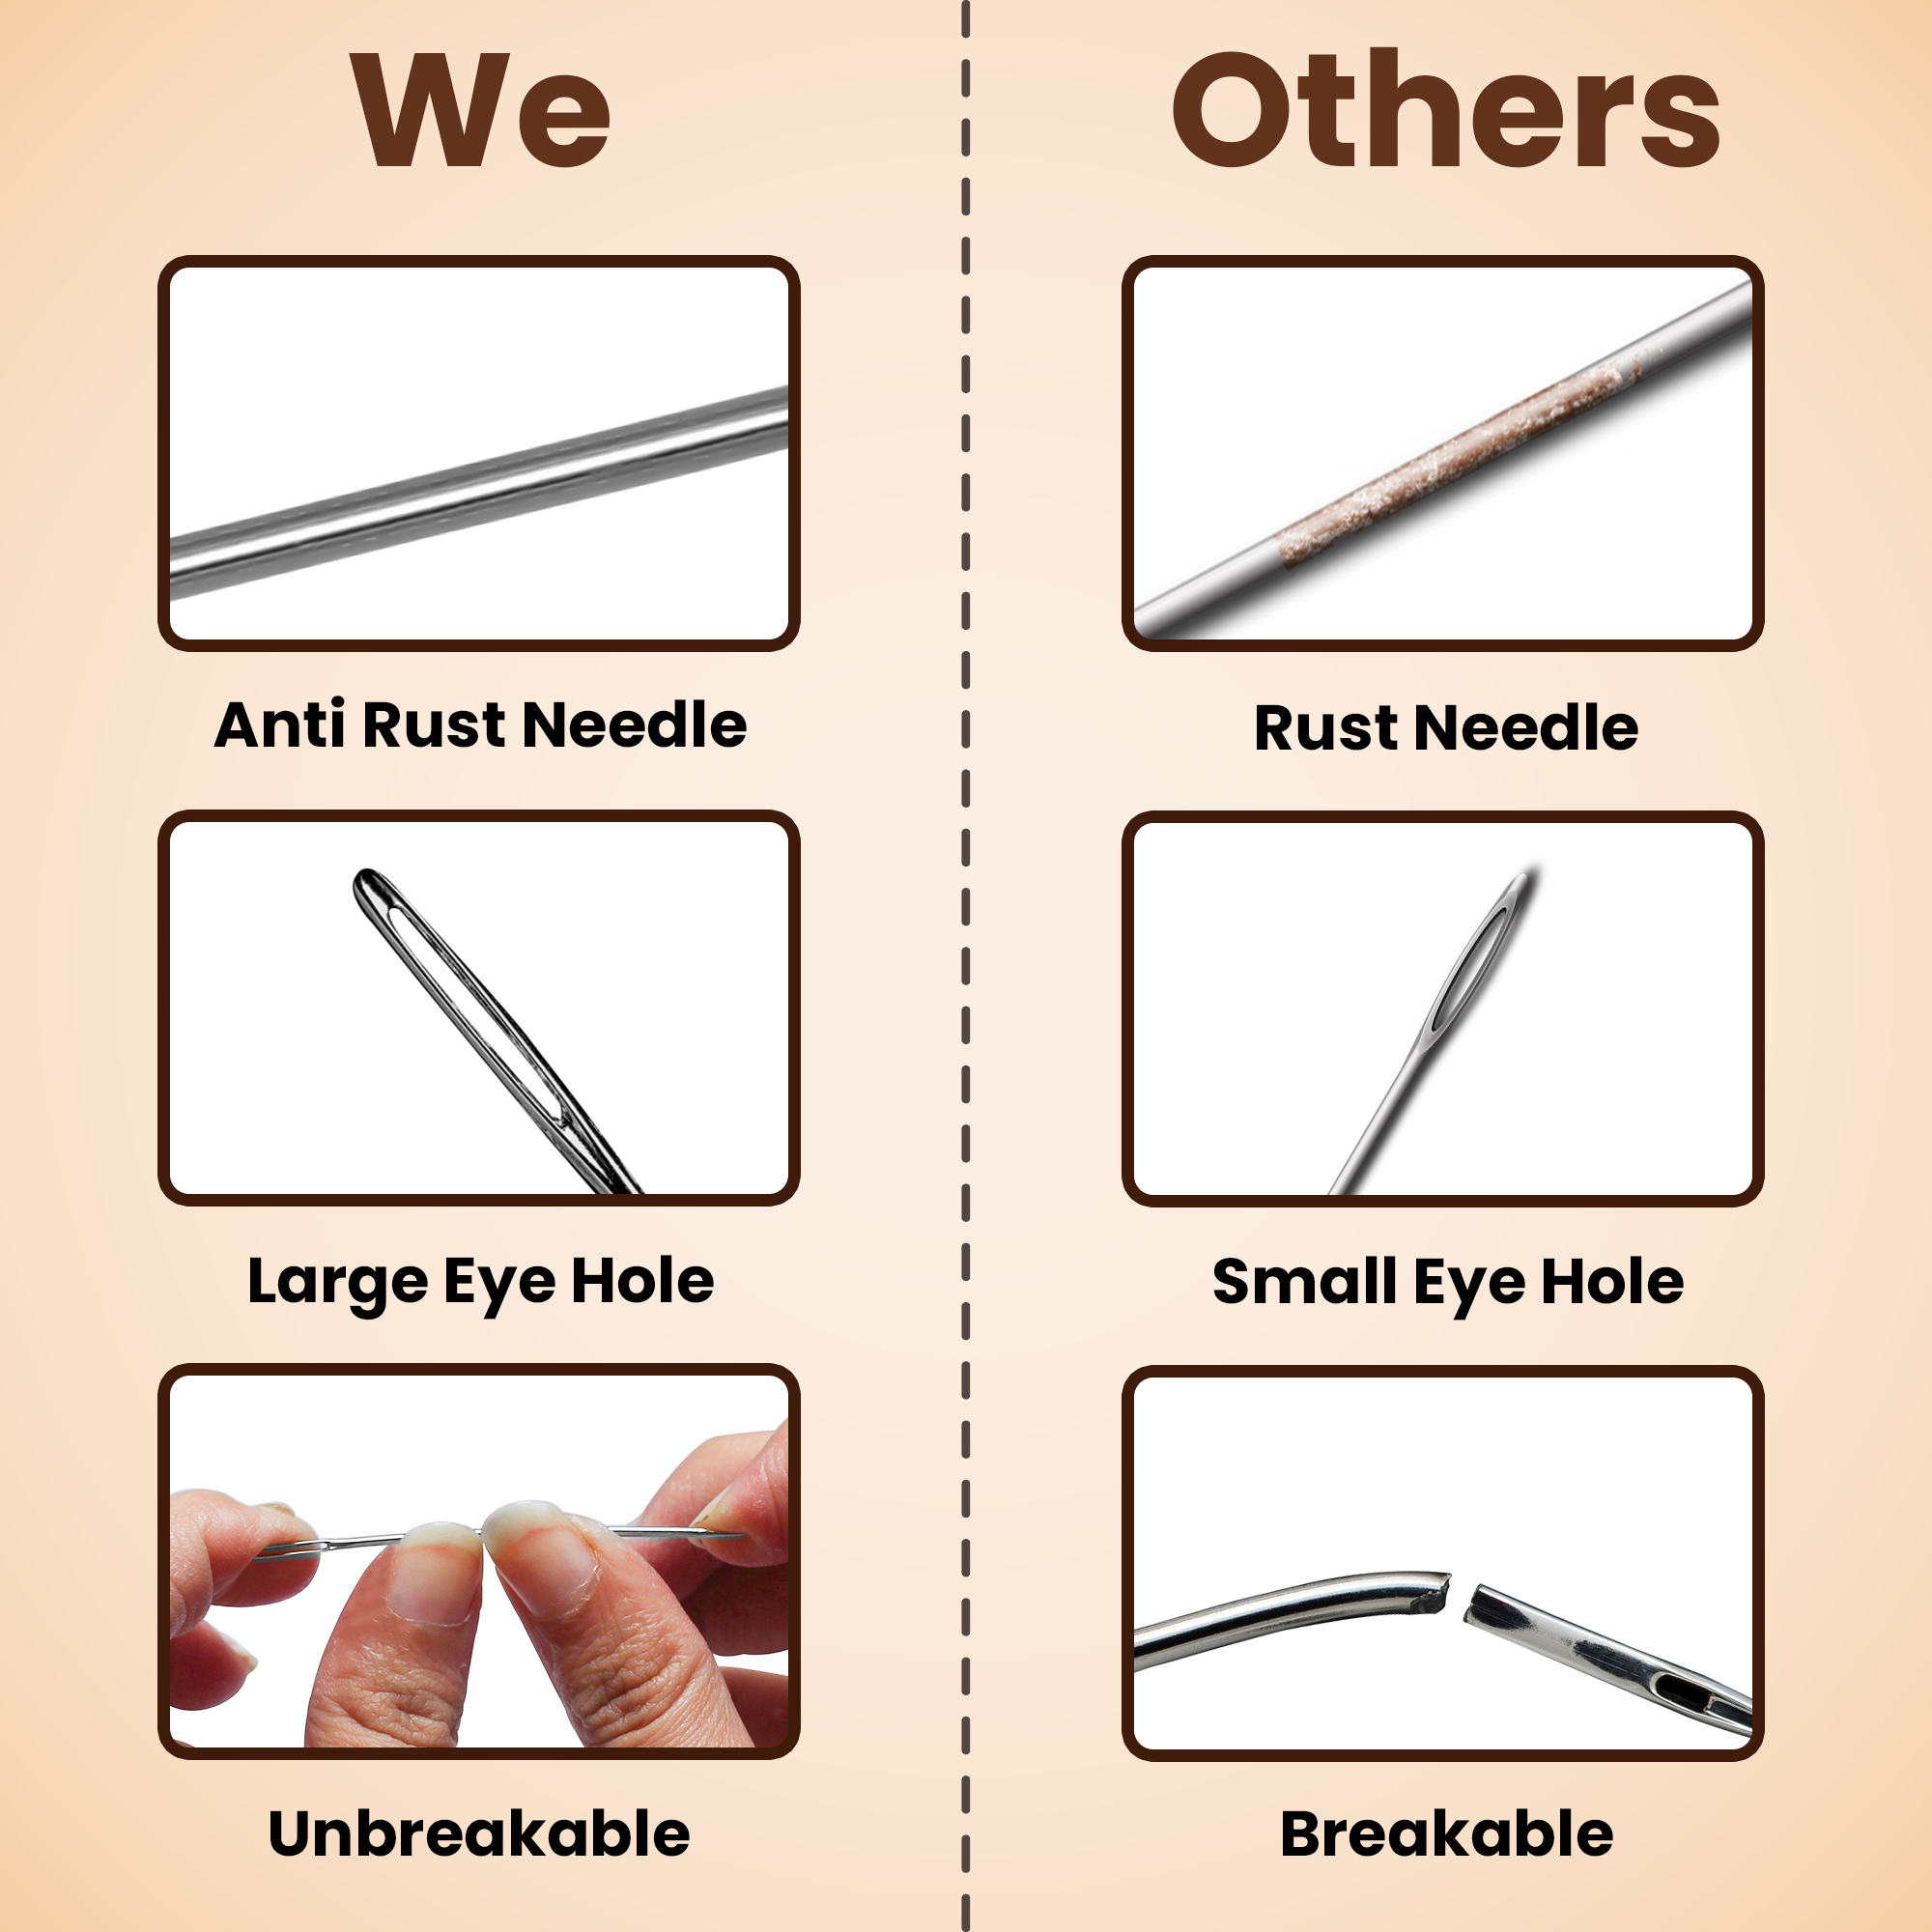 We
Others
Anti Rust Needle
Rust Needle
Large Eye Hole
Small Eye Hole
Unbreakable
Breakable